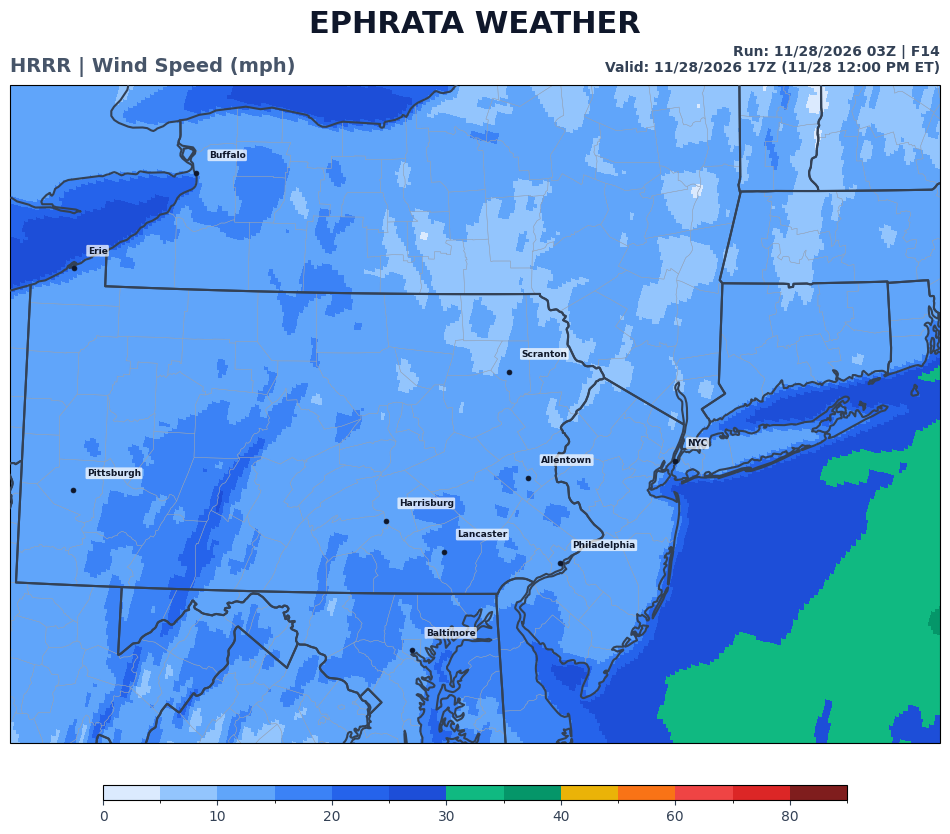 EPHRATA WEATHER
HRRR | Wind Speed (mph)
Run: 11/28/2026 03Z | F14
Valid: 11/28/2026 17Z (11/28 12:00 PM ET)
Buffalo
Erie
Scranton
NYC
Allentown
Pittsburgh
Harrisburg
Lancaster
Philadelphia
Baltimore
0 10 20 30 40 50 60 70 80